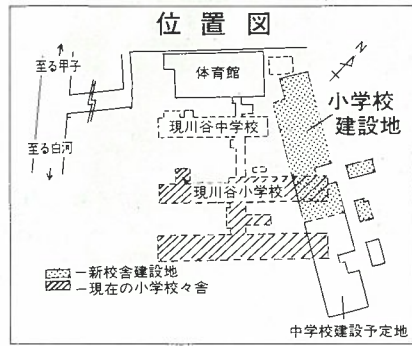 位置図
至る甲子
体育館
N
小学校
建設地
現川谷中学校
至る白河
現川谷小学校
－新校舎建設地
－現在の小学校々舎
中学校建設予定地